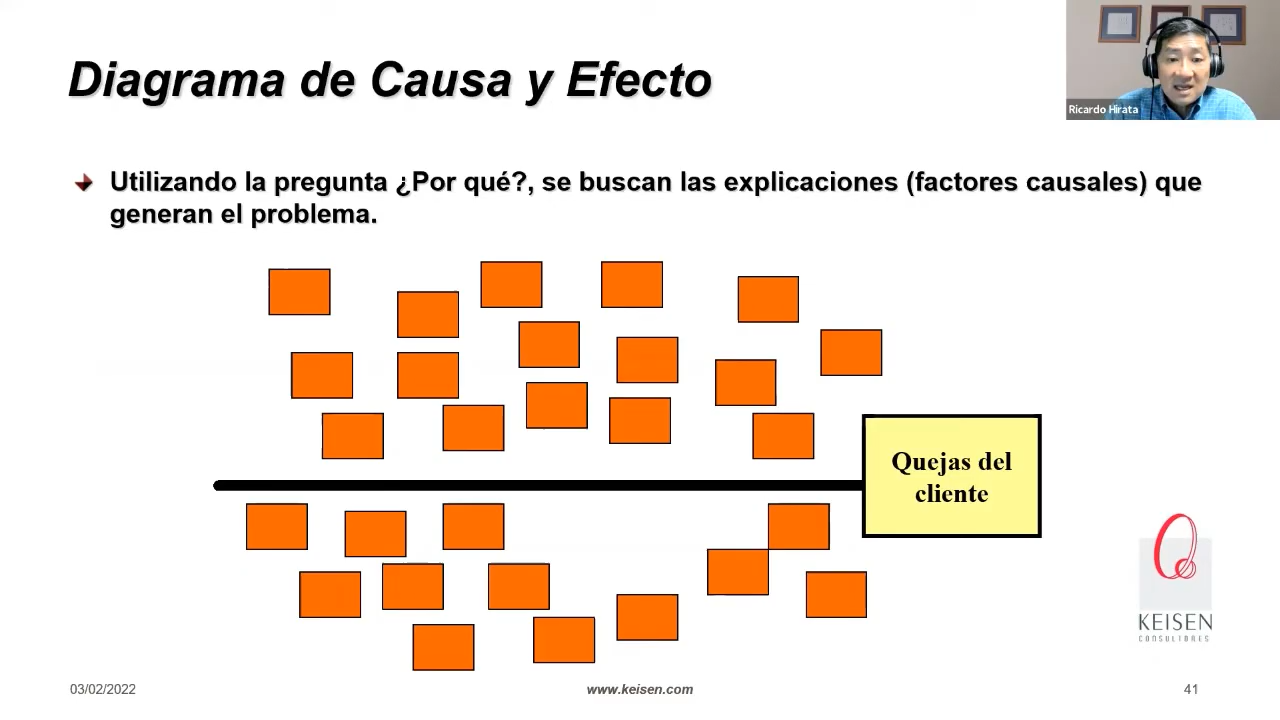 Ricardo Hirata
Diagrama de Causa y Efecto
Utilizando la pregunta ¿Por qué?, se buscan las explicaciones (factores causales) que
generan el problema.
Quejas del
cliente
KEISEN
CONSULTORES
03/02/2022
www.keisen.com
41